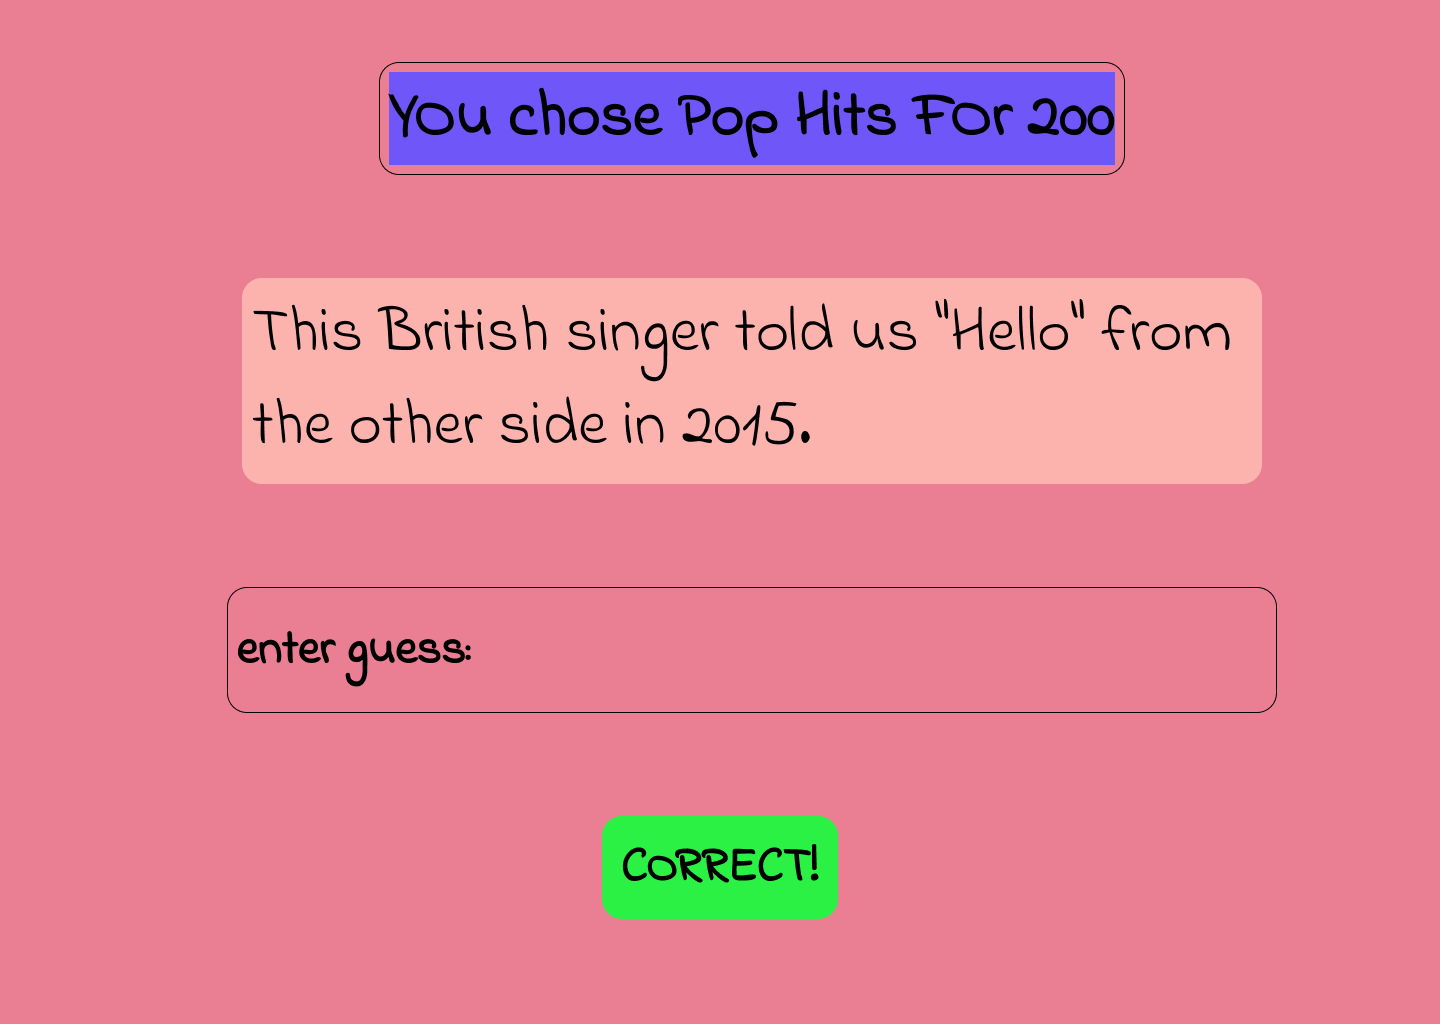 You chose Pop Hits For 200
This British singer told us "Hello" from
the other side in 2015.
enter guess:
CORRECT!